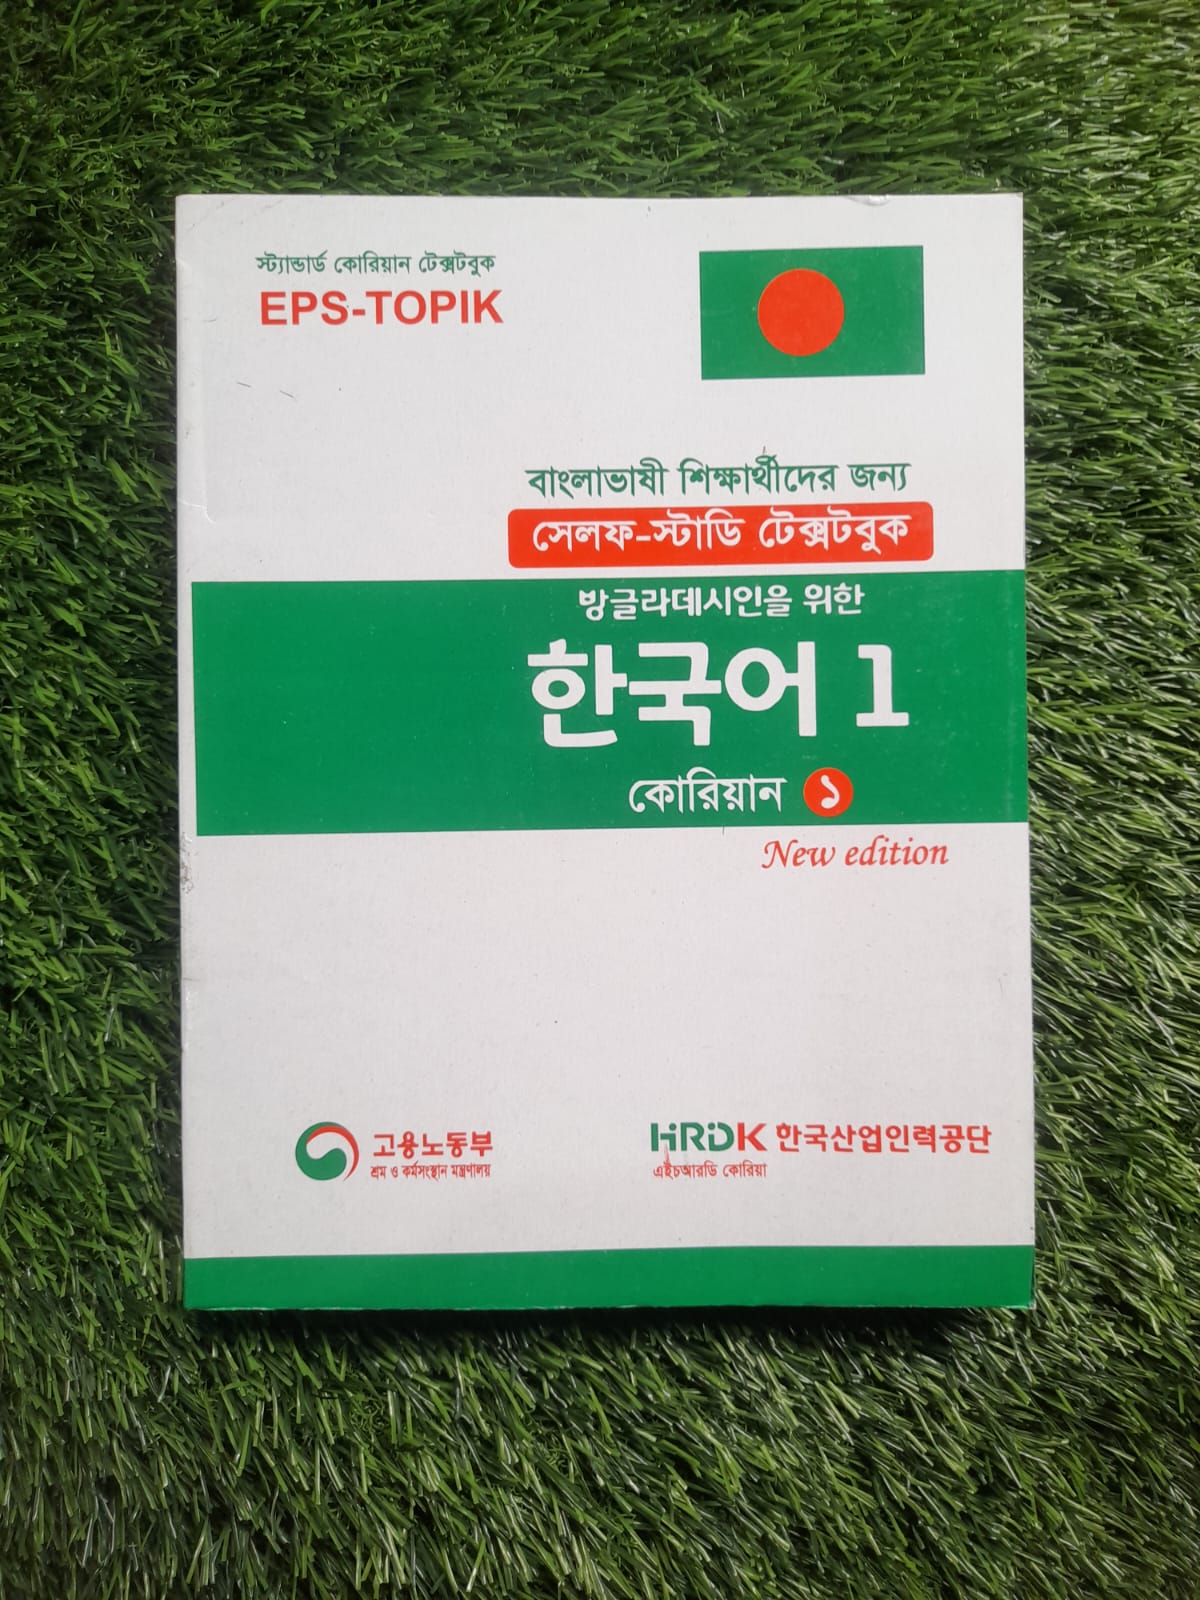 স্ট্যান্ডার্ড কোরিয়ান টেক্সটবুক
EPS-TOPIK
বাংলাভাষী শিক্ষার্থীদের জন্য
সেলফ-স্টাডি টেক্সটবুক
방글라데시인을 위한
한국어 1
কোরিয়ান ১
New edition
고용노동부
শ্রম ও কর্মসংস্থান মন্ত্রণালয়
HRDK 한국산업인력공단
এইচআরডি কোরিয়া